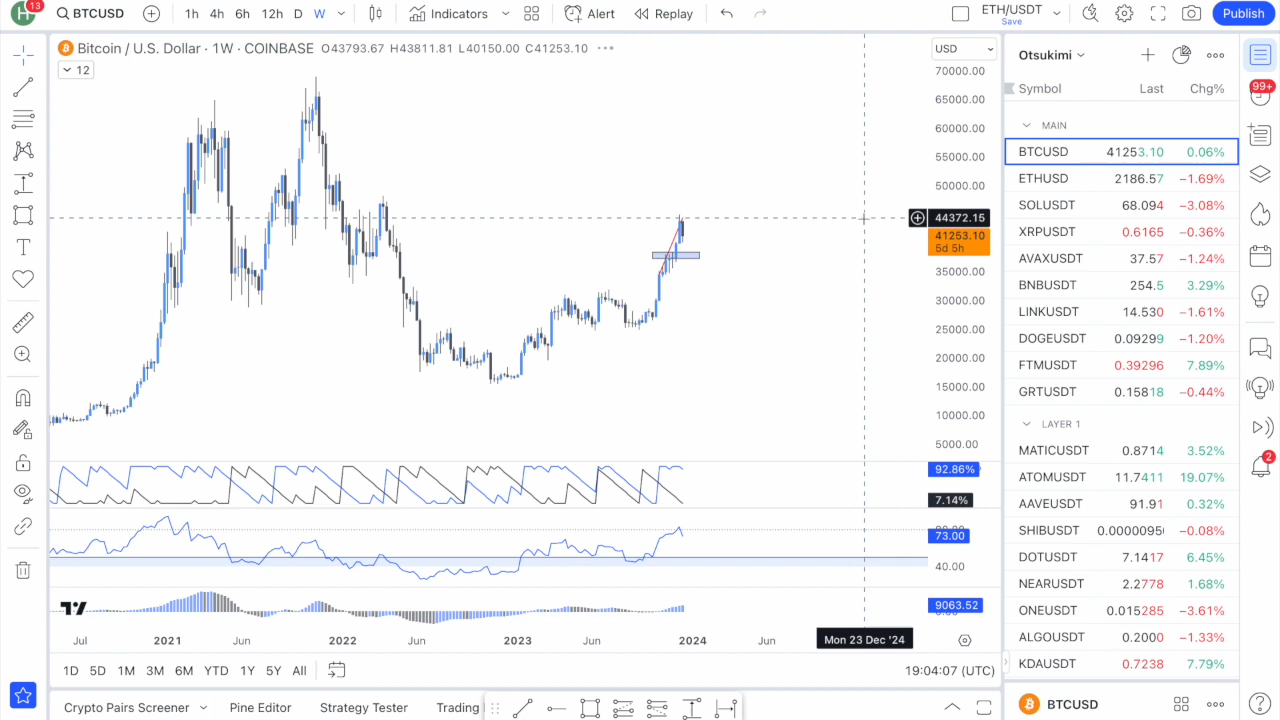 H 13 BTCUSD 1h 4h 6h 12h D W Indicators Alert Replay ETH/USDT Save Publish
Bitcoin / U.S. Dollar · 1W · COINBASE O43793.67 H43811.81 L40150.00 C41253.10
12
USD
70000.00
65000.00
60000.00
55000.00
50000.00
44372.15
41253.10
5d 5h
35000.00
30000.00
25000.00
20000.00
15000.00
10000.00
5000.00
92.86%
7.14%
73.00
40.00
9063.52
Jul 2021 Jun 2022 Jun 2023 Jun 2024 Jun Mon 23 Dec '24
1D 5D 1M 3M 6M YTD 1Y 5Y All 19:04:07 (UTC)
Crypto Pairs Screener Pine Editor Strategy Tester Trading
Otsukimi
Symbol Last Chg%
MAIN
BTCUSD 41253.10 0.06%
ETHUSD 2186.57 −1.69%
SOLUSDT 68.094 −3.08%
XRPUSDT 0.6165 −0.36%
AVAXUSDT 37.57 −1.24%
BNBUSDT 254.5 3.29%
LINKUSDT 14.530 −1.61%
DOGEUSDT 0.09299 −1.20%
FTMUSDT 0.39296 7.89%
GRTUSDT 0.15818 −0.44%
LAYER 1
MATICUSDT 0.8714 3.52%
ATOMUSDT 11.7411 19.07%
AAVEUSDT 91.91 0.32%
SHIBUSDT 0.0000095 −0.08%
DOTUSDT 7.1417 6.45%
NEARUSDT 2.2778 1.68%
ONEUSDT 0.015285 −3.61%
ALGOUSDT 0.2000 −1.33%
KDAUSDT 0.7238 7.79%
BTCUSD
99+
2